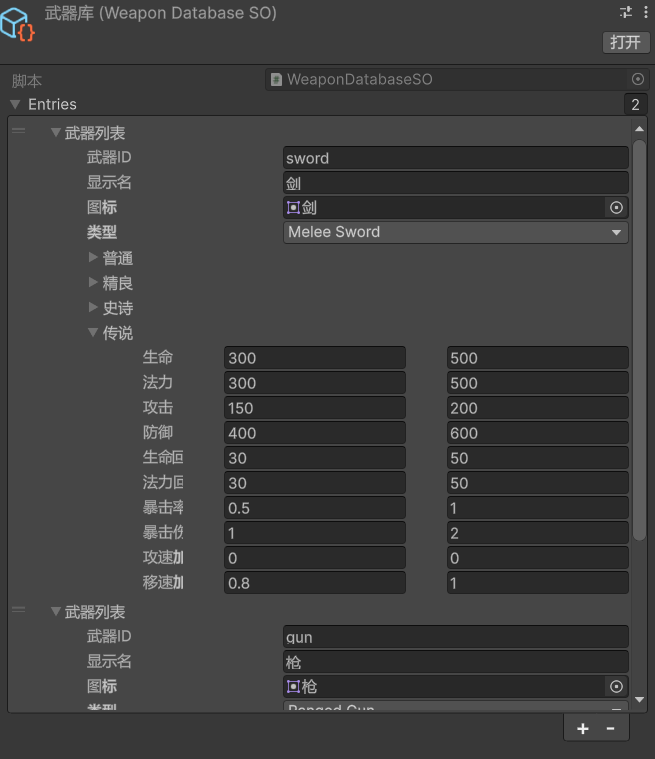 武器库 (Weapon Database SO)
打开
脚本 WeaponDatabaseSO
Entries 2
武器列表
武器ID sword
显示名 剑
图标 剑
类型 Melee Sword
普通
精良
史诗
传说
生命 300 500
法力 300 500
攻击 150 200
防御 400 600
生命回 30 50
法力回 30 50
暴击率 0.5 1
暴击伤 1 2
攻速加 0 0
移速加 0.8 1
武器列表
武器ID gun
显示名 枪
图标 枪
类型 Ranged Gun
+ -